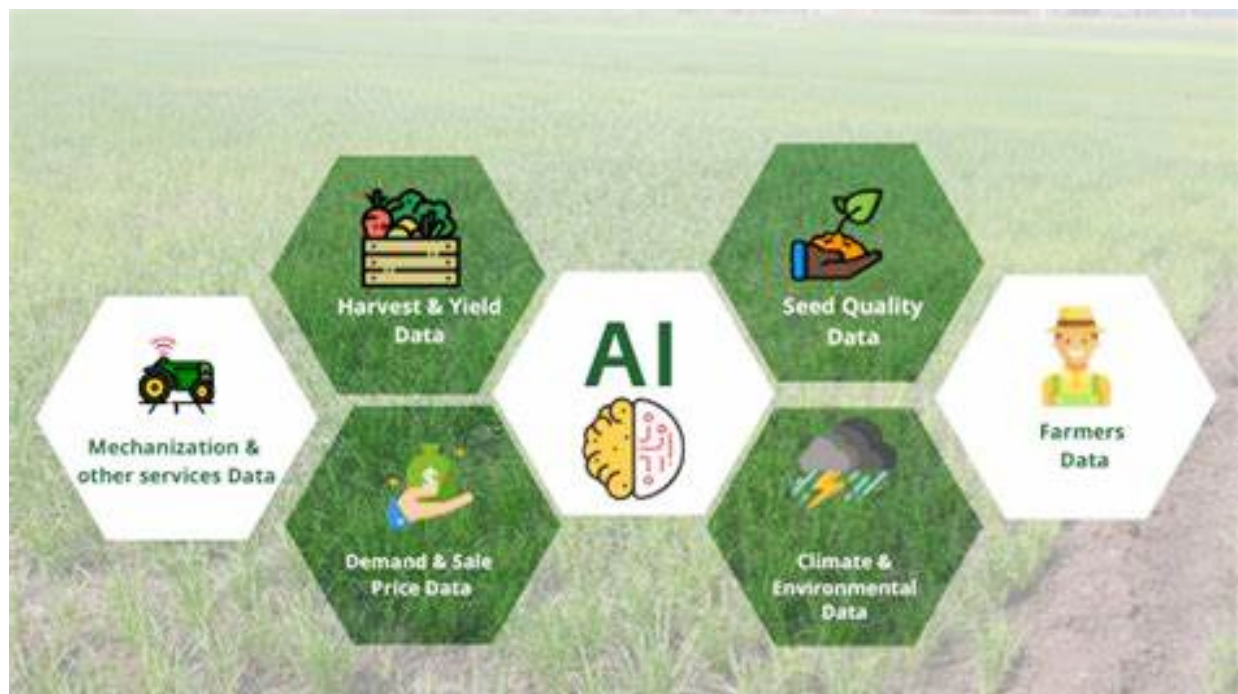 Harvest & Yield
Data
Seed Quality
Data
AI
Mechanization &
other services Data
Farmers
Data
Demand & Sale
Price Data
Climate &
Environmental
Data